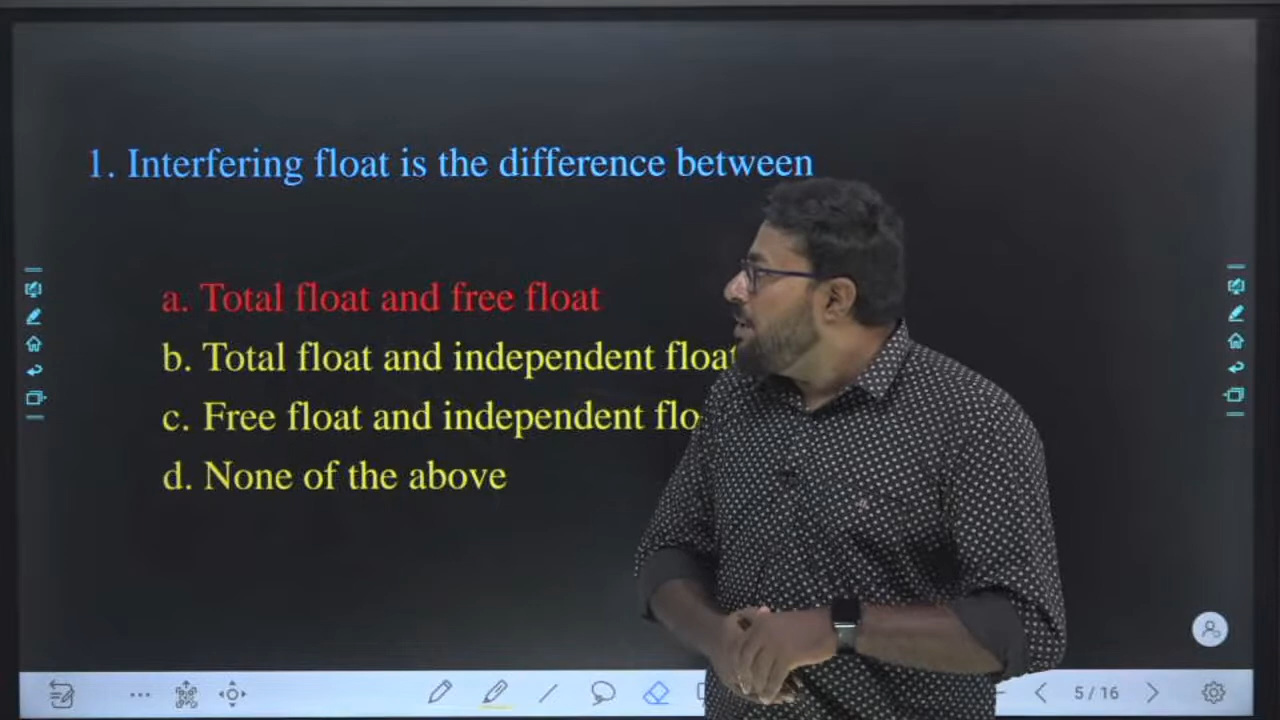 1. Interfering float is the difference between
a. Total float and free float
b. Total float and independent float
c. Free float and independent
d. None of the above
5/16